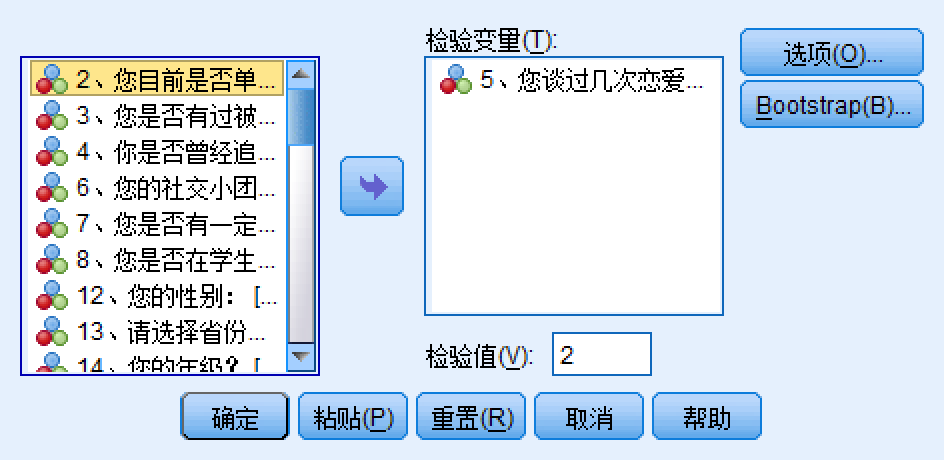 2、您目前是否单...
3、您是否有过被...
4、你是否曾经追...
6、您的社交小团...
7、您是否有一定...
8、您是否在学生...
12、您的性别： [...
13、请选择省份...
14、您的年级？ [
检验变量(T):
5、您谈过几次恋爱...
检验值(V):
2
选项(O)...
Bootstrap(B)...
确定
粘贴(P)
重置(R)
取消
帮助